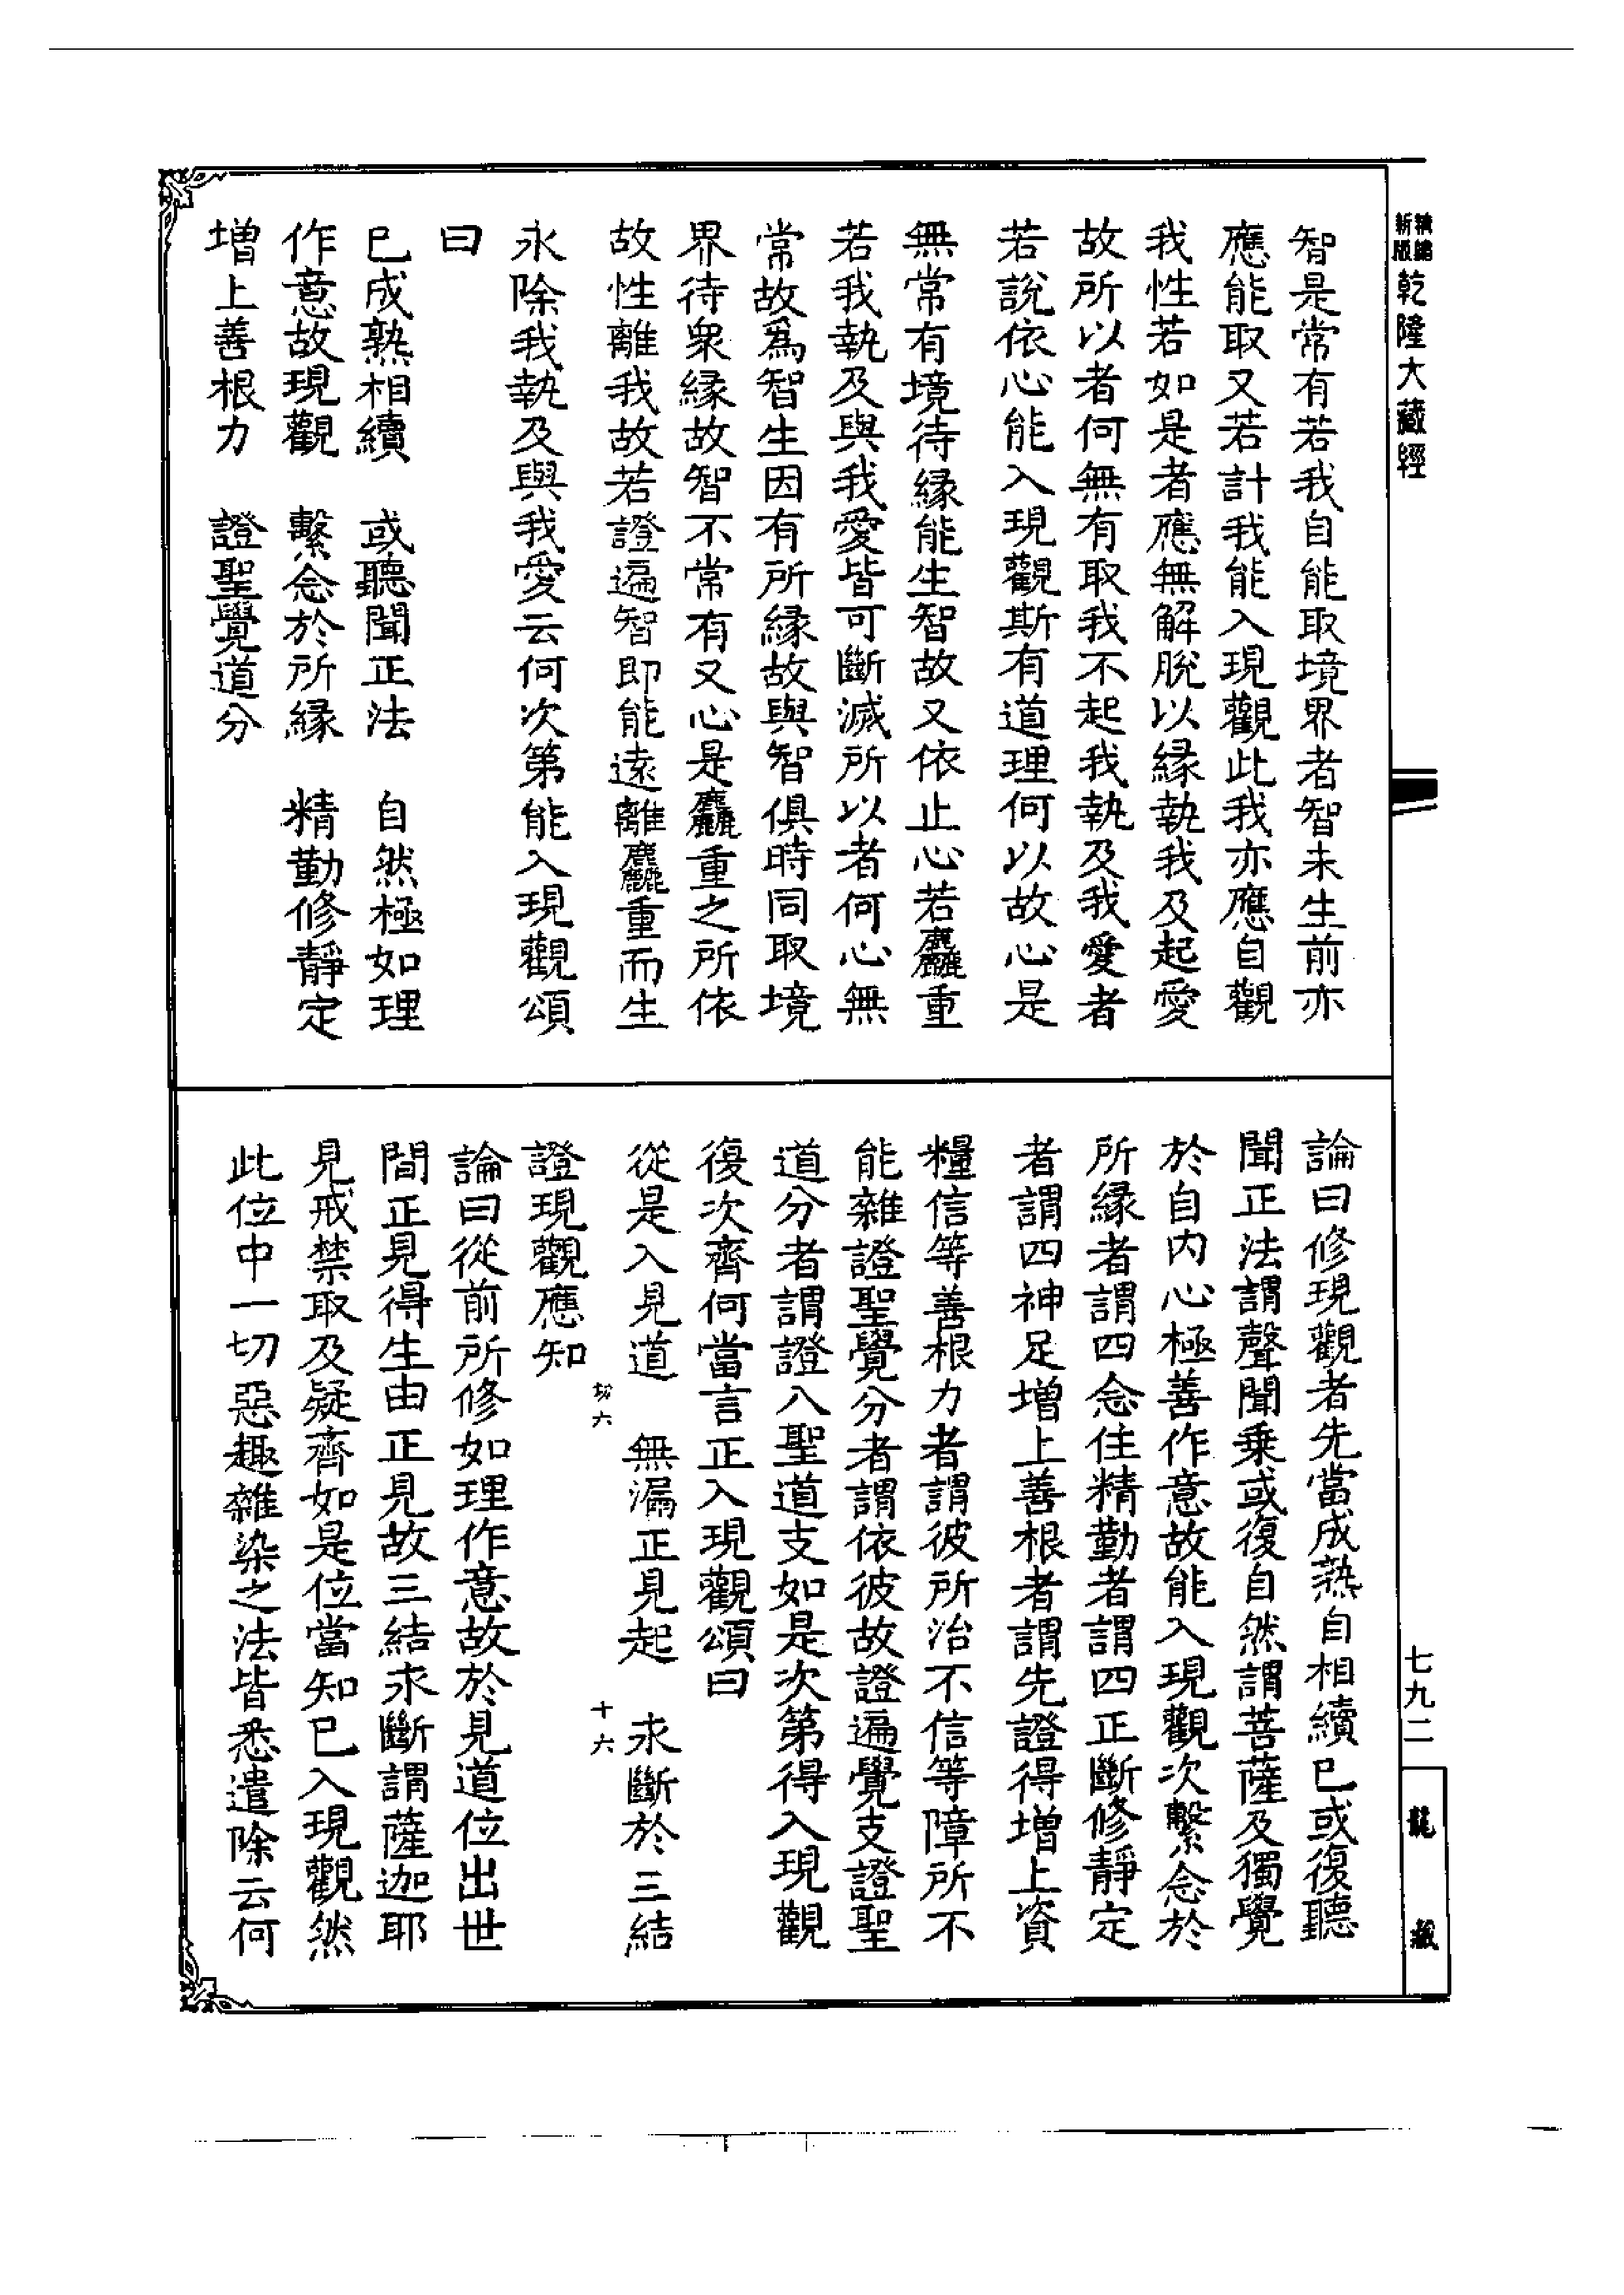 精編
新版
乾隆大藏經
智是常有若我自能取境界者智未生前亦
應能取又若計我能入現觀此我亦應自觀
我性若如是者應無解脫以緣執我及起愛
故所以者何無有取我不起我執及我愛者
若說依心能入現觀斯有道理何以故心是
無常有境待緣能生智故又依止心若麤重
若我執及與我愛皆可斷滅所以者何心無
常故為智生因有所緣故與智俱時同取境
界待眾緣故智不常有又心是麤重之所依
故性離我故若證遍智即能遠離麤重而生
永除我執及與我愛云何次第能入現觀頌
曰
已成熟相續　或聽聞正法　自然極如理
作意故現觀　繫念於所緣　精勤修靜定
增上善根力　證聖覺道分
論曰修現觀者先當成熟自相續已或復聽
聞正法謂聲聞乘或復自然謂菩薩及獨覺
於自內心極善作意故能入現觀次繫念於
所緣者謂四念住精勤者謂四正斷修靜定
者謂四神足增上善根者謂先證得增上資
糧信等善根力者謂彼所治不信等障所不
能雜證聖覺分者謂依彼故證遍覺支證聖
道分者謂證八聖道支如是次第得入現觀
復次齊何當言正入現觀頌曰
從是入見道　無漏正見起　永斷於三結
證現觀應知
論曰從前所修如理作意故於見道位出世
間正見得生由正見故三結永斷謂薩迦耶
見戒禁取及疑齊如是位當知已入現觀然
此位中一切惡趣雜染之法皆悉遣除云何
十六
七九二
龍藏